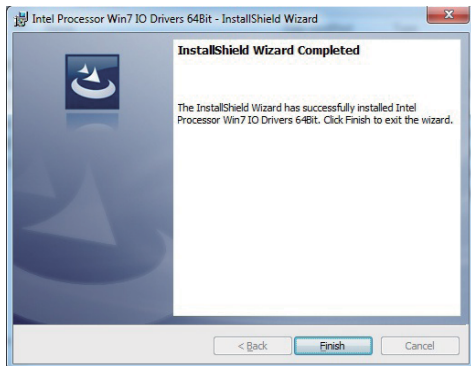 Intel Processor Win7 IO Drivers 64Bit - InstallShield Wizard
InstallShield Wizard Completed
The InstallShield Wizard has successfully installed Intel
Processor Win7 IO Drivers 64Bit. Click Finish to exit the wizard.
< Back
Finish
Cancel